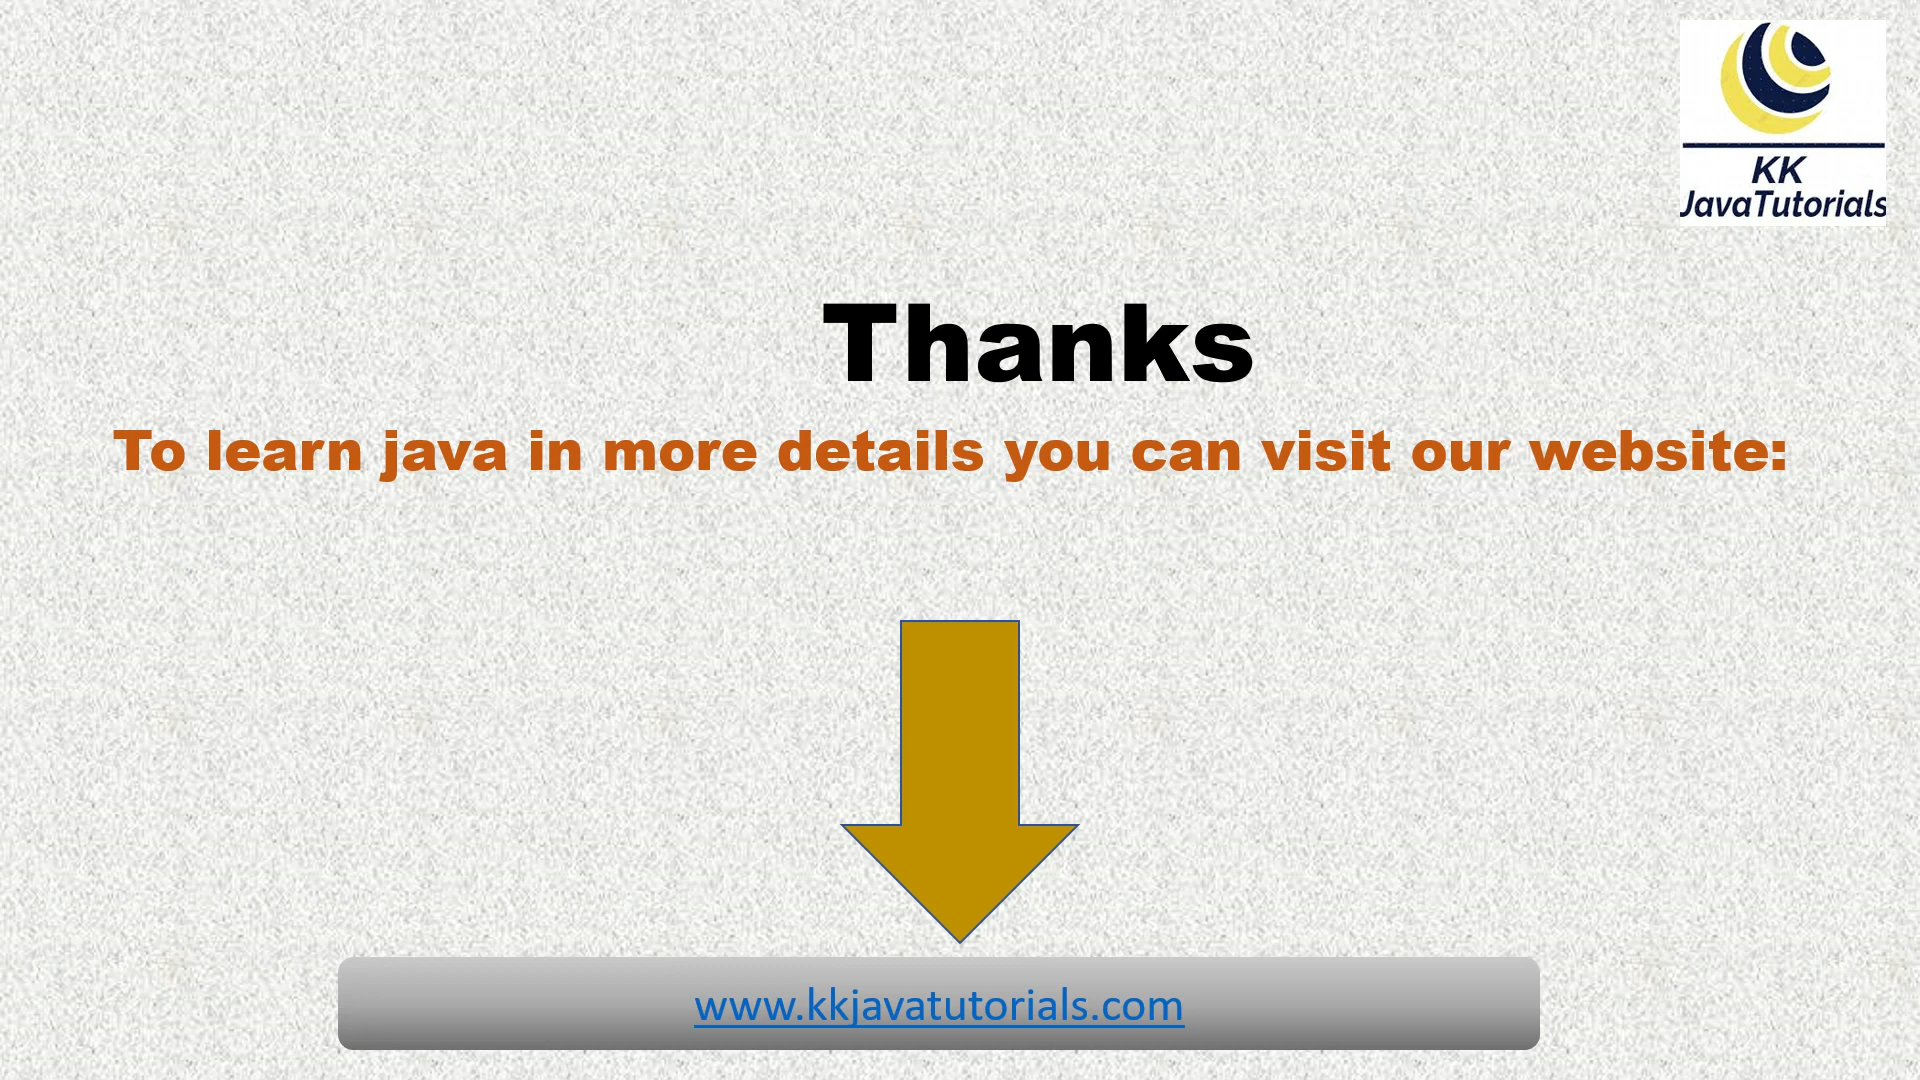 KK
JavaTutorials
Thanks
To learn java in more details you can visit our website:
www.kkjavatutorials.com